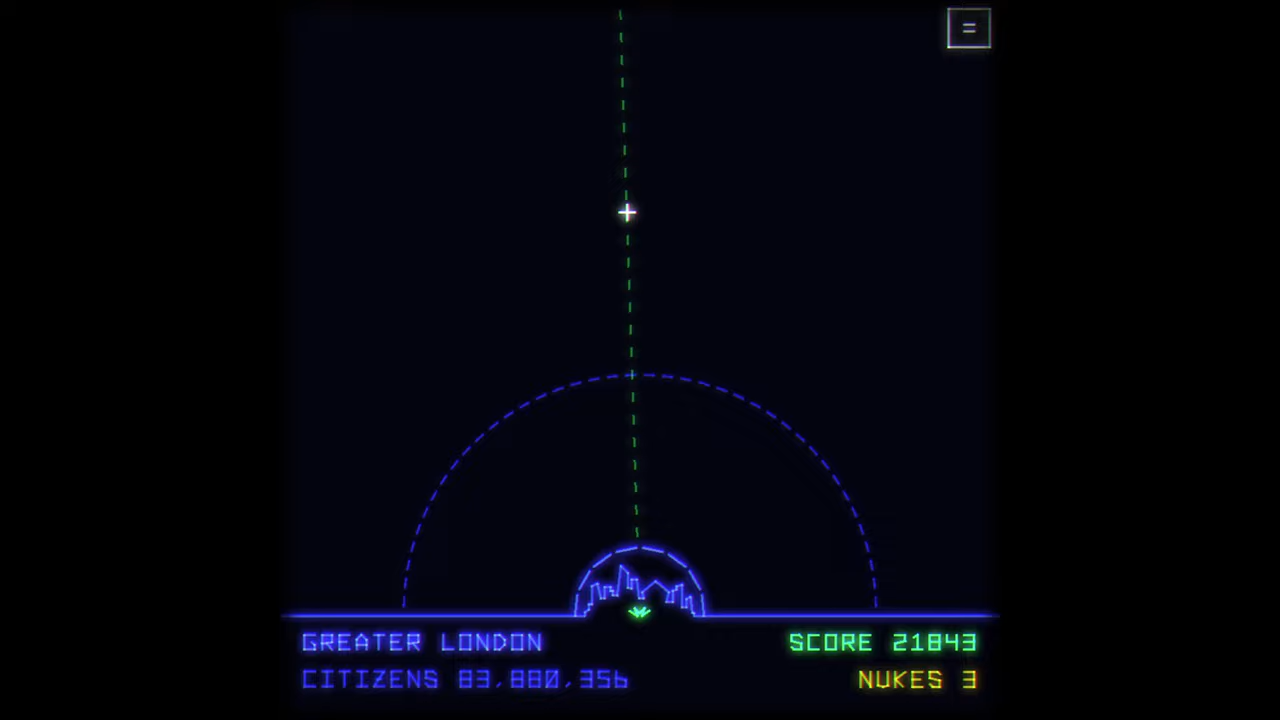 =
GREATER LONDON
SCORE 21843
CITIZENS 83,880,356
NUKES 3